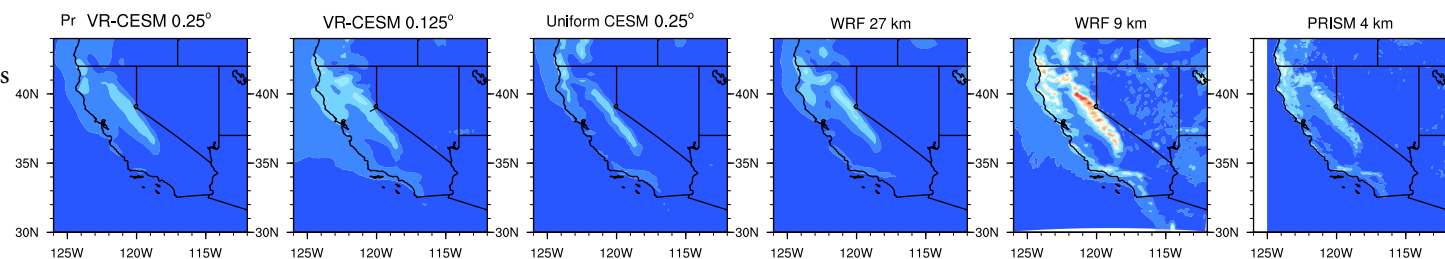 Pr VR-CESM 0.25° VR-CESM 0.125° Uniform CESM 0.25° WRF 27 km WRF 9 km PRISM 4 km
s
40N 40N 40N 40N 40N 40N
35N 35N 35N 35N 35N 35N
30N 30N 30N 30N 30N 30N
125W 120W 115W 125W 120W 115W 125W 120W 115W 125W 120W 115W 125W 120W 115W 125W 120W 115W